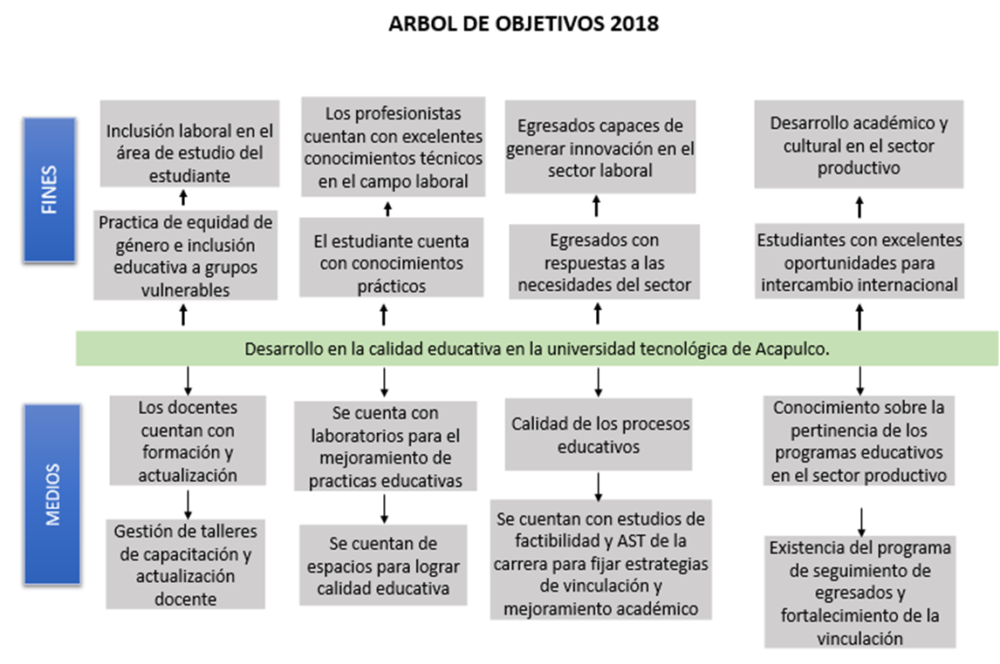 ARBOL DE OBJETIVOS 2018
FINES
Inclusión laboral en el
área de estudio del
estudiante
Los profesionistas
cuentan con excelentes
conocimientos técnicos
en el campo laboral
Egresados capaces de
generar innovación en el
sector laboral
Desarrollo académico y
cultural en el sector
productivo
Practica de equidad de
género e inclusión
educativa a grupos
vulnerables
El estudiante cuenta
con conocimientos
prácticos
Egresados con
respuestas a las
necesidades del sector
Estudiantes con excelentes
oportunidades para
intercambio internacional
Desarrollo en la calidad educativa en la universidad tecnológica de Acapulco.
MEDIOS
Los docentes
cuentan con
formación y
actualización
Se cuenta con
laboratorios para el
mejoramiento de
practicas educativas
Calidad de los procesos
educativos
Conocimiento sobre la
pertinencia de los
programas educativos
en el sector productivo
Gestión de talleres
de capacitación y
actualización
docente
Se cuentan de
espacios para lograr
calidad educativa
Se cuentan con estudios de
factibilidad y AST de la
carrera para fijar estrategias
de vinculación y
mejoramiento académico
Existencia del programa
de seguimiento de
egresados y
fortalecimiento de la
vinculación